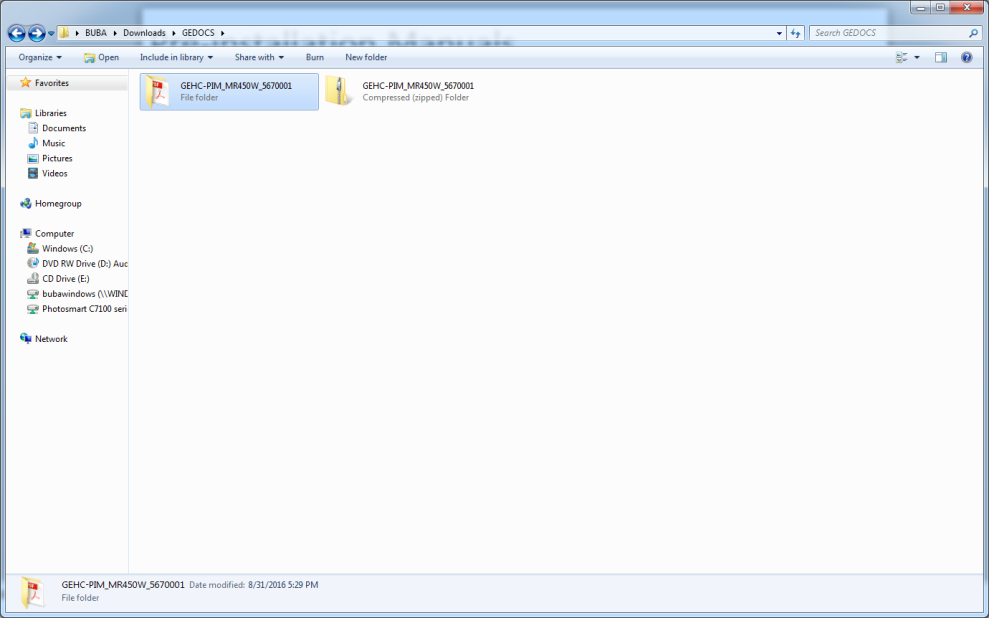 Pre-Installation Manuals
BUBA Downloads GEDOCS
Search GEDOCS
Organize Open Include in library Share with Burn New folder
Favorites
Libraries
Documents
Music
Pictures
Videos
Homegroup
Computer
Windows (C:)
DVD RW Drive (D:) Auc
CD Drive (E:)
bubawindows (\\WIND
Photosmart C7100 seri
Network
GEHC-PIM_MR450W_5670001
File folder
GEHC-PIM_MR450W_5670001
Compressed (zipped) Folder
GEHC-PIM_MR450W_5670001 Date modified: 8/31/2016 5:29 PM
File folder